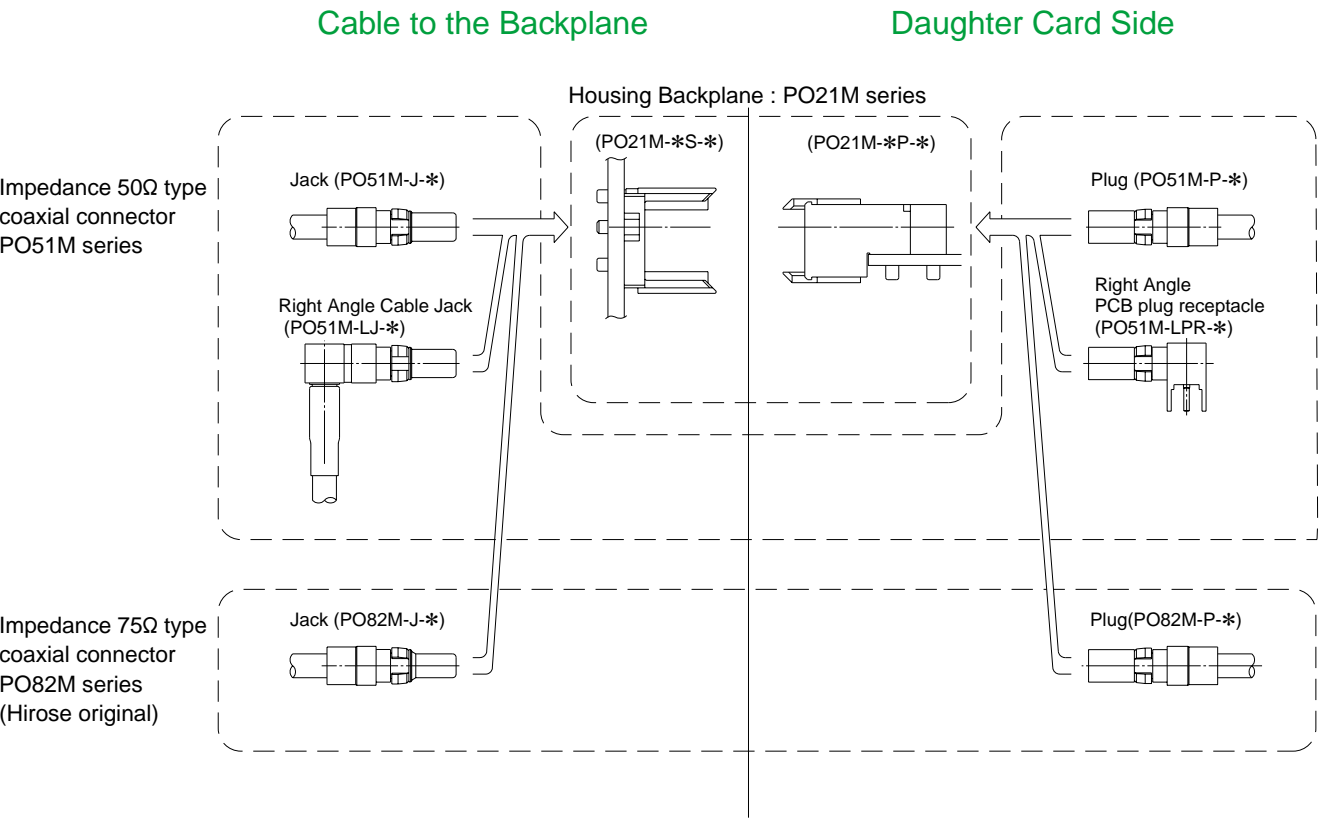 Cable to the Backplane
Daughter Card Side
Housing Backplane : PO21M series
(PO21M-✻S-✻)
(PO21M-✻P-✻)
Impedance 50Ω type
coaxial connector
PO51M series
Jack (PO51M-J-✻)
Plug (PO51M-P-✻)
Right Angle Cable Jack
(PO51M-LJ-✻)
Right Angle
PCB plug receptacle
(PO51M-LPR-✻)
Impedance 75Ω type
coaxial connector
PO82M series
(Hirose original)
Jack (PO82M-J-✻)
Plug(PO82M-P-✻)